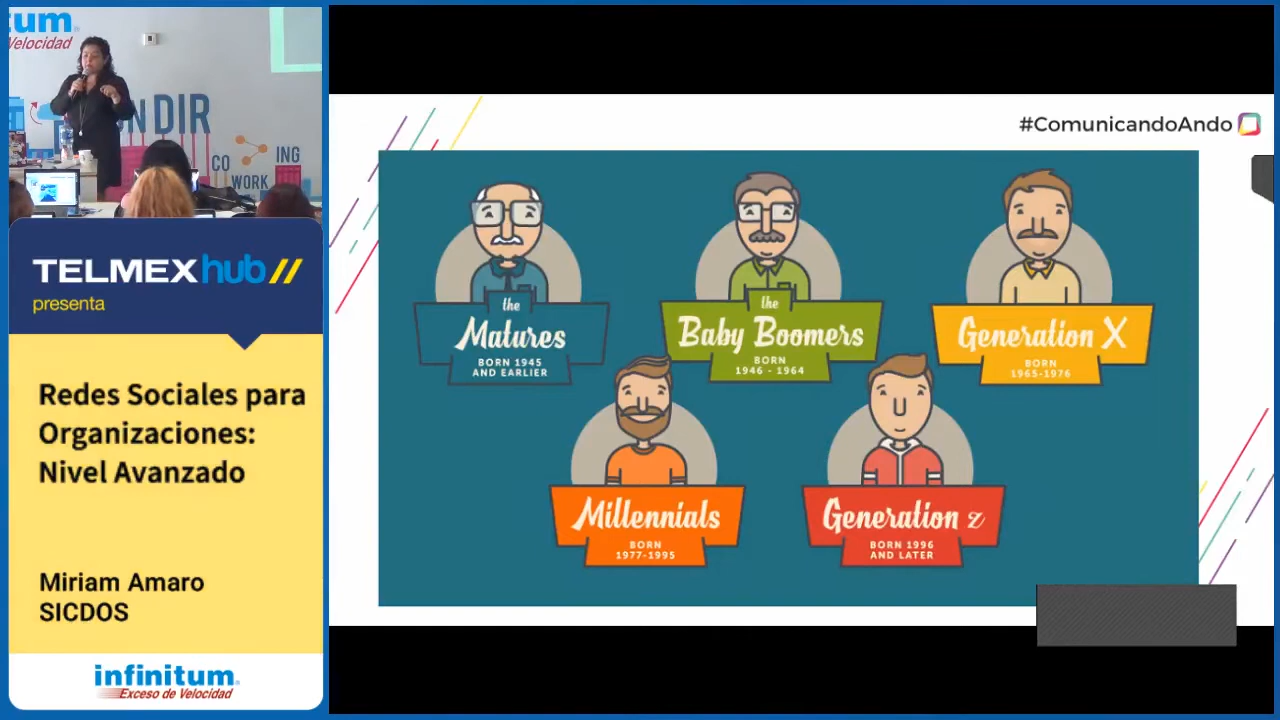 tum
Velocidad
N DIR
CO
ING
WORK
TELMEXhub//
presenta
Redes Sociales para
Organizaciones:
Nivel Avanzado
Miriam Amaro
SICDOS
infinitum
Exceso de Velocidad
#ComunicandoAndo
the
Matures
BORN 1945
AND EARLIER
the
Baby Boomers
BORN
1946 - 1964
Generation X
BORN
1965-1976
Millennials
BORN
1977-1995
Generation z
BORN 1996
AND LATER